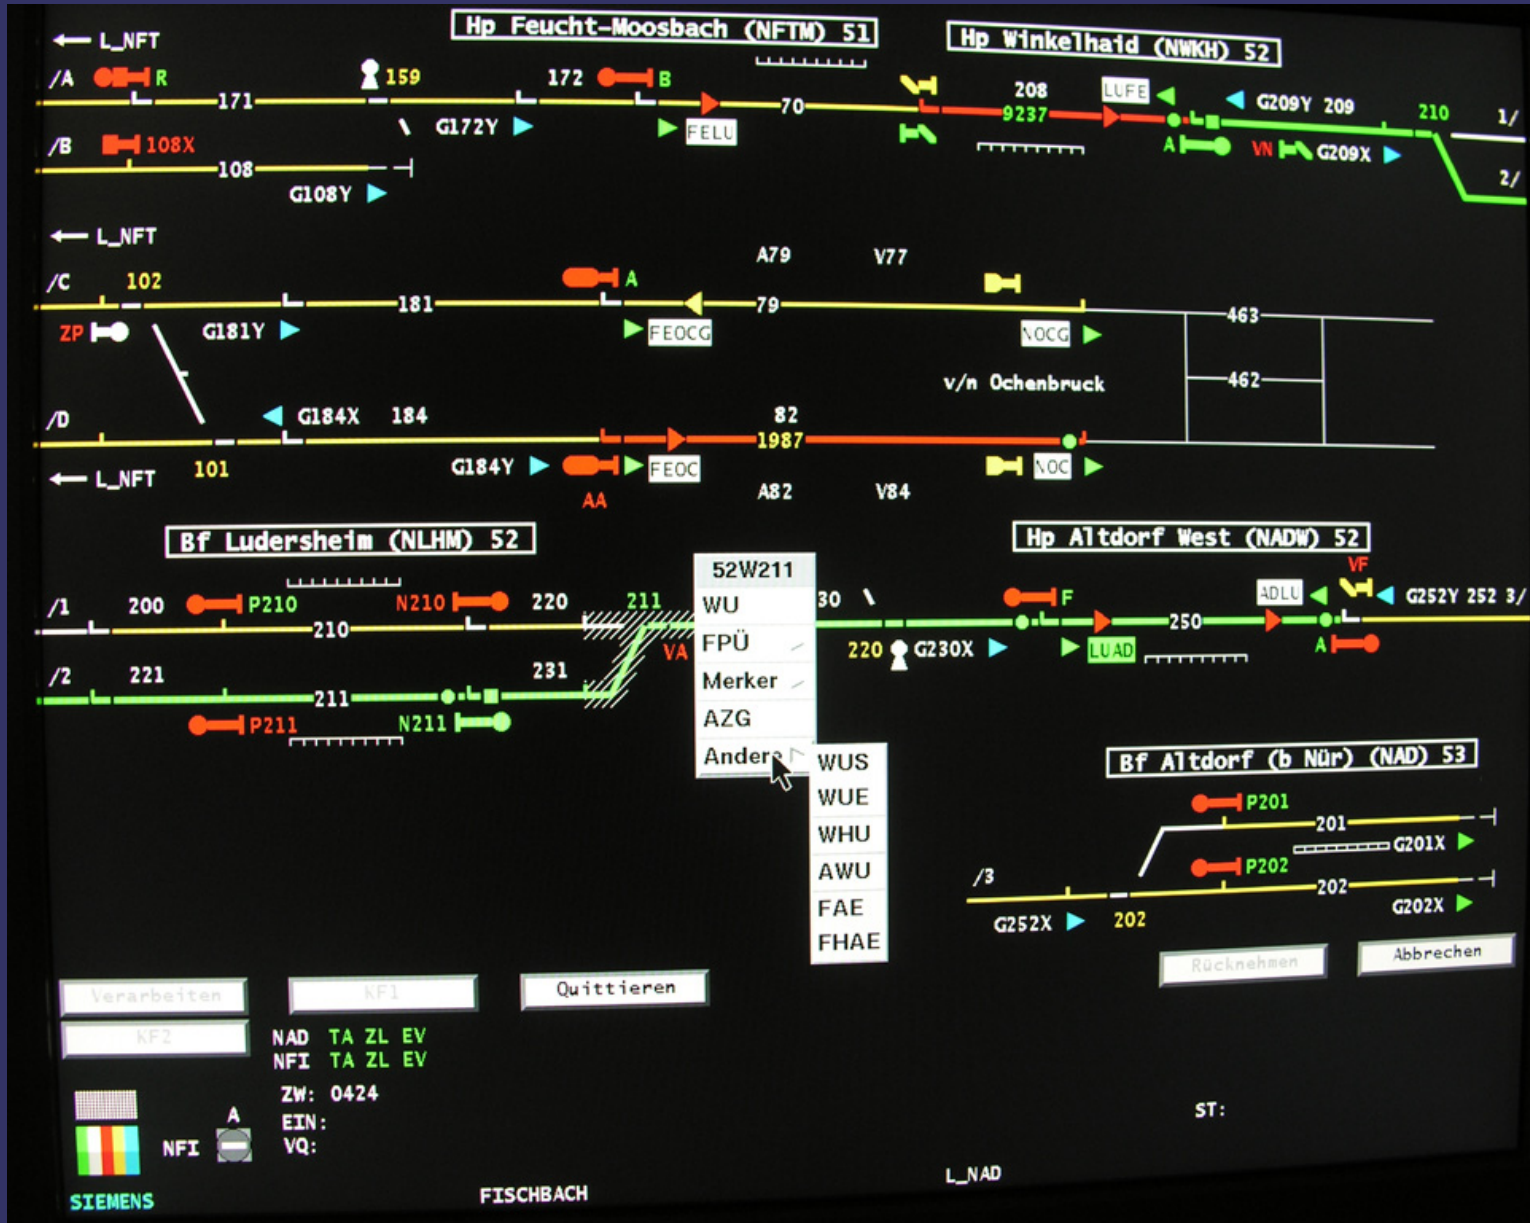 Hp Feucht-Moosbach (NFTM) 51
Hp Winkelhaid (NWKH) 52
L_NFT
/A R 171 159 172 B 70 208 LUFE G209Y 209 210 1/
9237
G172Y FELU A VN G209X
/B 108X 108 2/
G108Y
L_NFT
A79 V77
/C 102 181 A 79 463
ZP G181Y FEOCG NOCG
v/n Ochenbruck 462
/D G184X 184 82
1987
101 G184Y FEOC NOC
L_NFT AA A82 V84
Bf Ludersheim (NLHM) 52
Hp Altdorf West (NADW) 52
VF
/1 200 P210 N210 220 211 30 F ADLU G252Y 252 3/
210 250
VA 220 G230X LUAD A
/2 221 231
211
P211 N211
52W211
WU
FPÜ
Merker
AZG
Andere
WUS
WUE
WHU
AWU
FAE
FHAE
Bf Altdorf (b Nür) (NAD) 53
P201
201
G201X
P202
/3 202
G252X 202 G202X
Verarbeiten KF1 Quittieren Rücknehmen Abbrechen
KF2
NAD TA ZL EV
NFI TA ZL EV
ZW: 0424
A EIN: ST:
NFI VQ:
SIEMENS FISCHBACH L_NAD